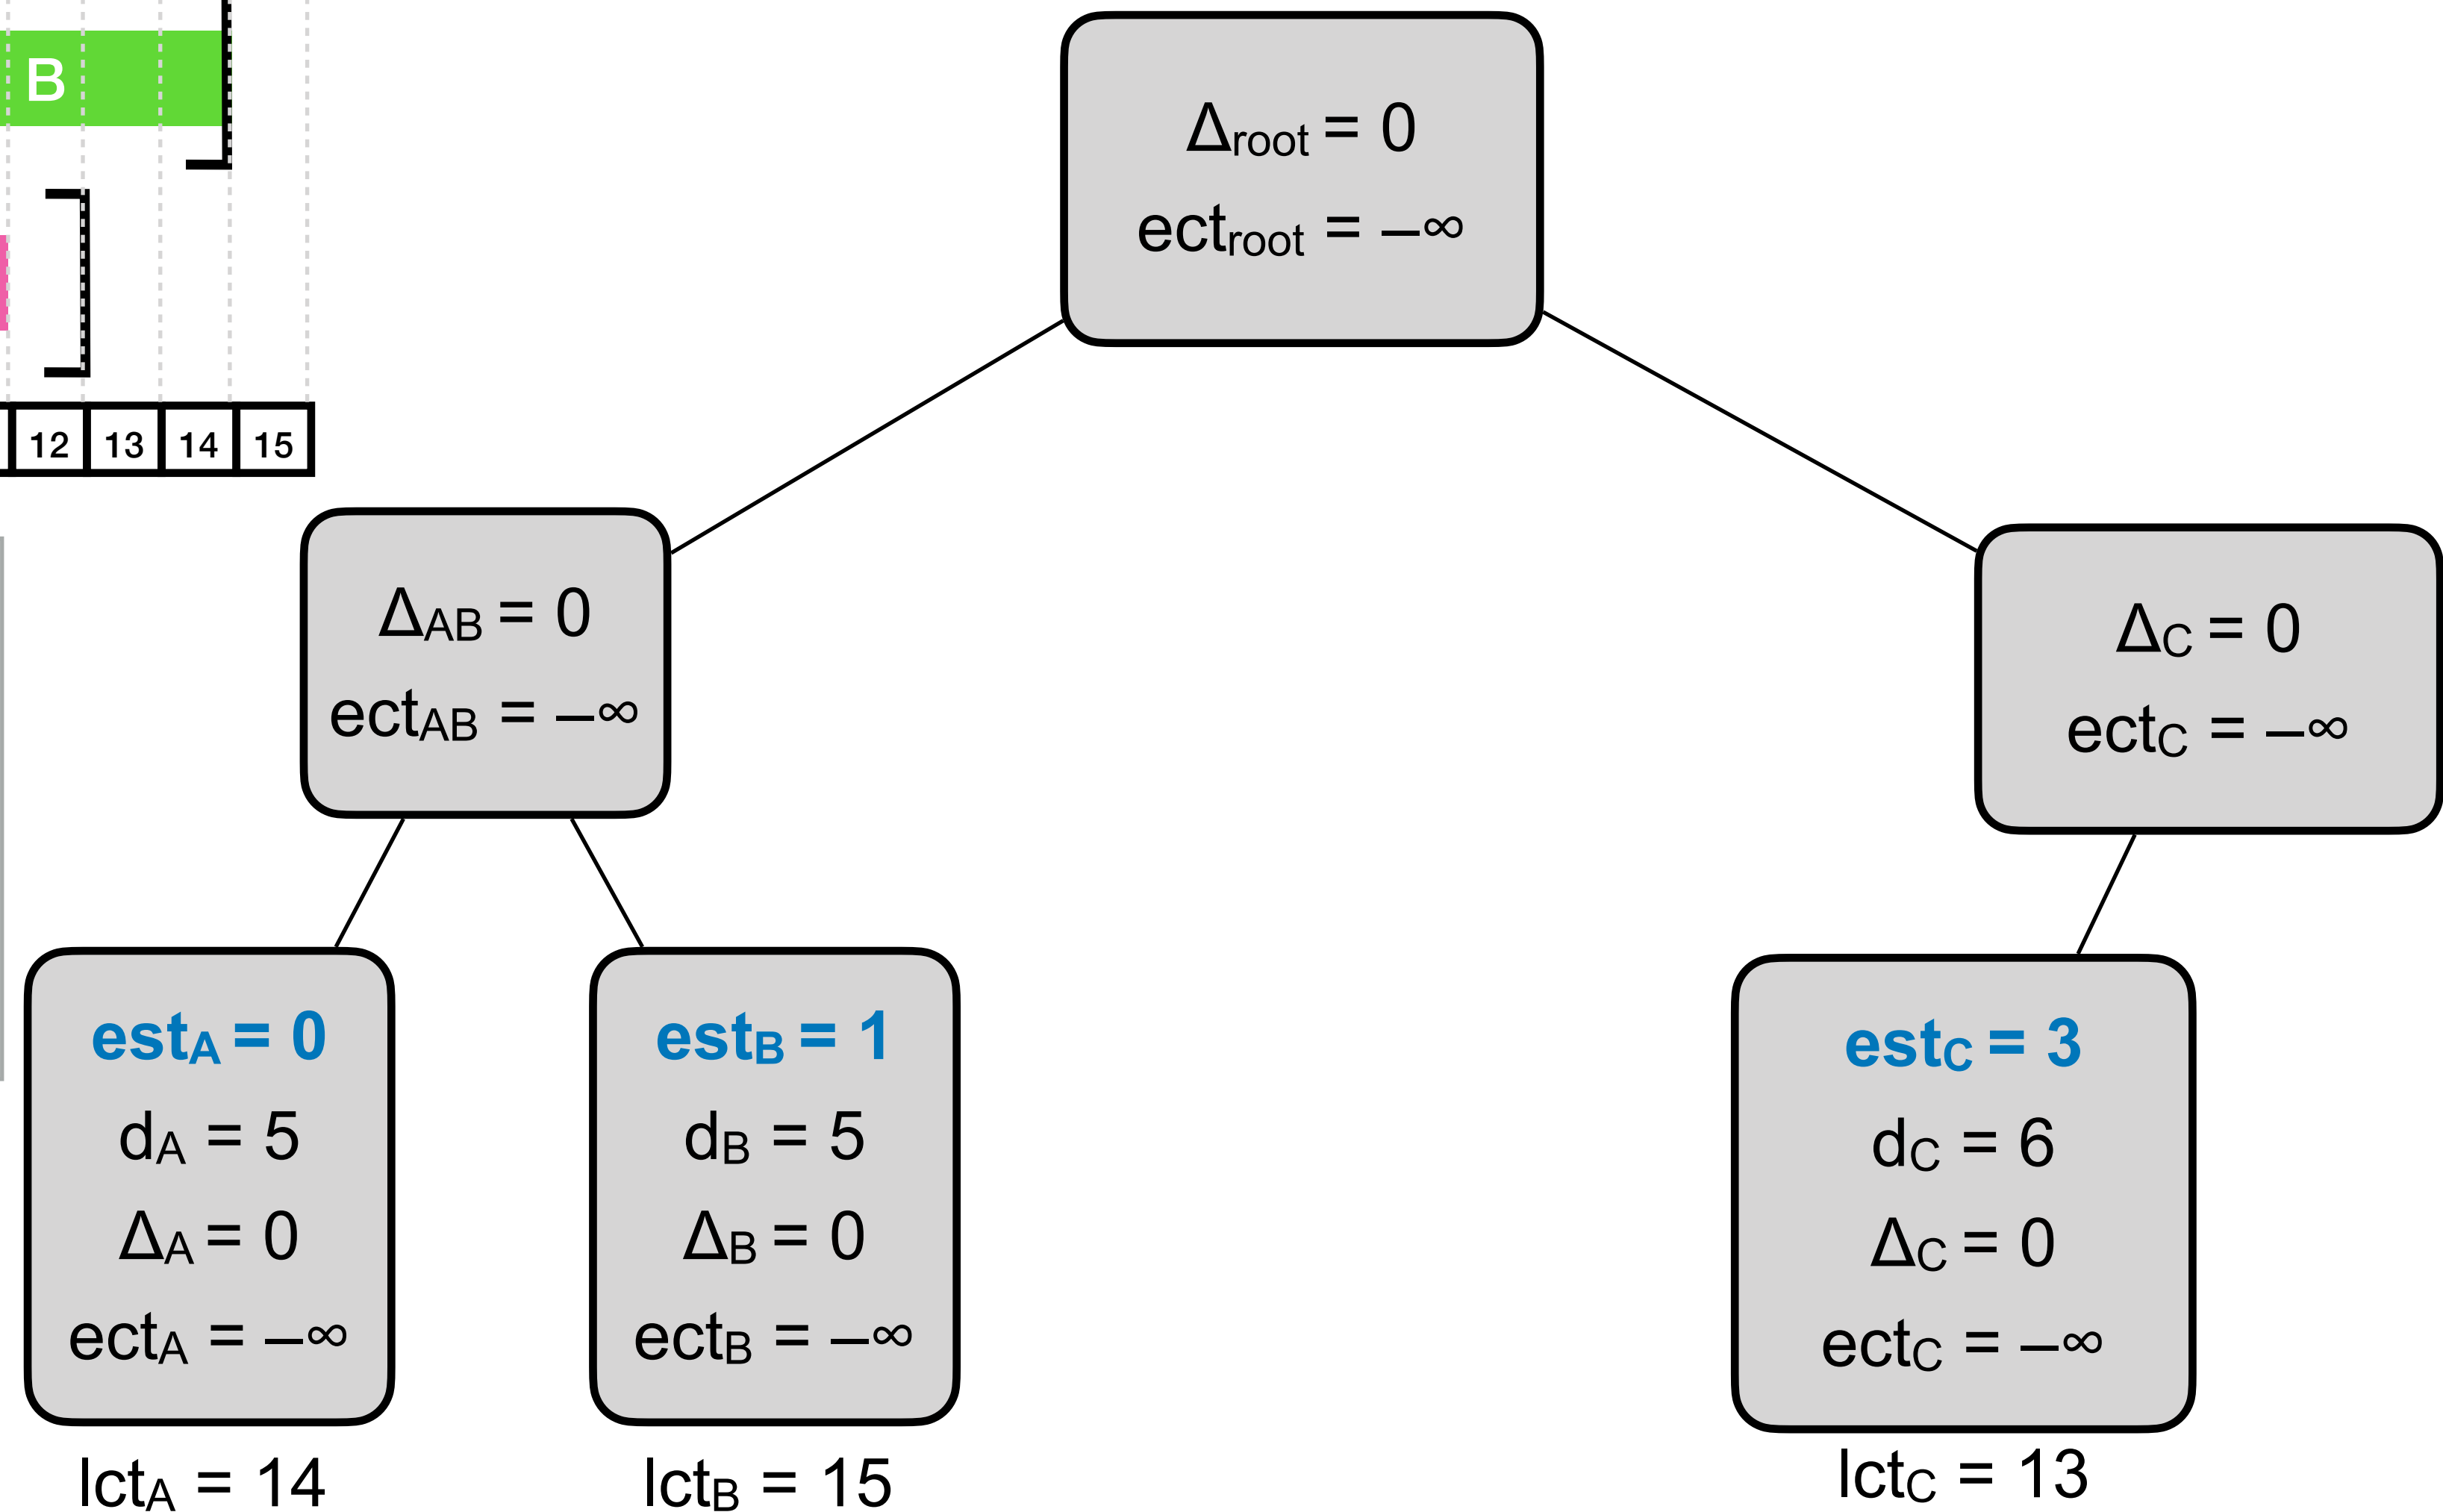 B
12 13 14 15
Δroot = 0
ectroot = –∞
ΔAB = 0
ectAB = –∞
ΔC = 0
ectC = –∞
estA = 0
dA = 5
ΔA = 0
ectA = –∞
lctA = 14
estB = 1
dB = 5
ΔB = 0
ectB = –∞
lctB = 15
estC = 3
dC = 6
ΔC = 0
ectC = –∞
lctC = 13